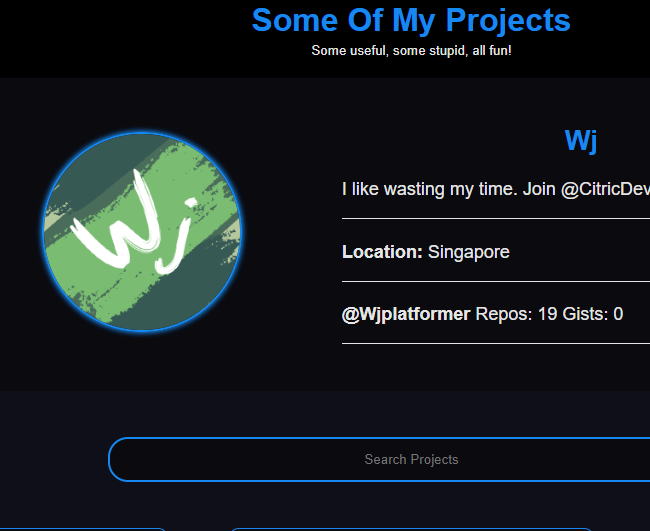 Some Of My Projects
Some useful, some stupid, all fun!
Wj
Wj
I like wasting my time. Join @CitricDev
Location: Singapore
@Wjplatformer Repos: 19 Gists: 0
Search Projects